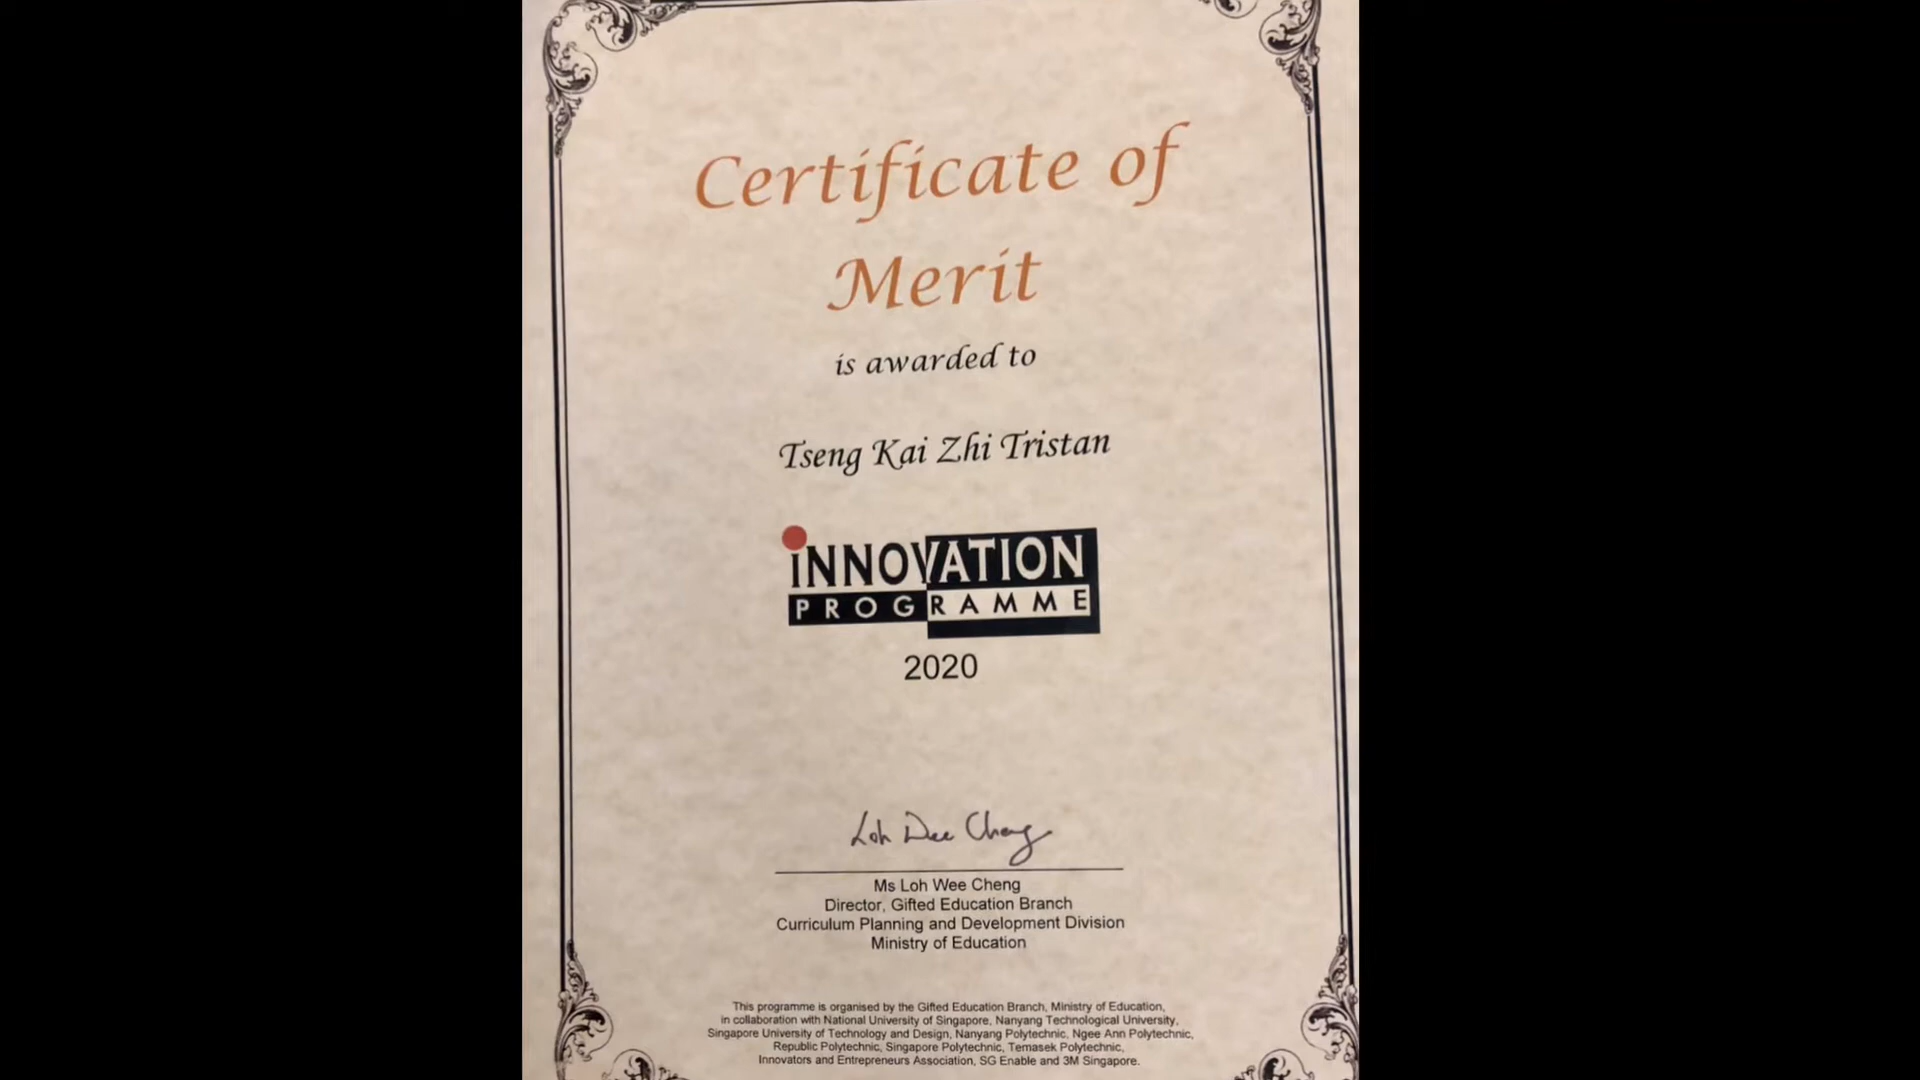 Certificate of
Merit
is awarded to
Tseng Kai Zhi Tristan
iNNOVATION
PROGRAMME
2020
Loh Wee Cheng
Ms Loh Wee Cheng
Director, Gifted Education Branch
Curriculum Planning and Development Division
Ministry of Education
This programme is organised by the Gifted Education Branch, Ministry of Education,
in collaboration with National University of Singapore, Nanyang Technological University,
Singapore University of Technology and Design, Nanyang Polytechnic, Ngee Ann Polytechnic,
Republic Polytechnic, Singapore Polytechnic, Temasek Polytechnic,
Innovators and Entrepreneurs Association, SG Enable and 3M Singapore.